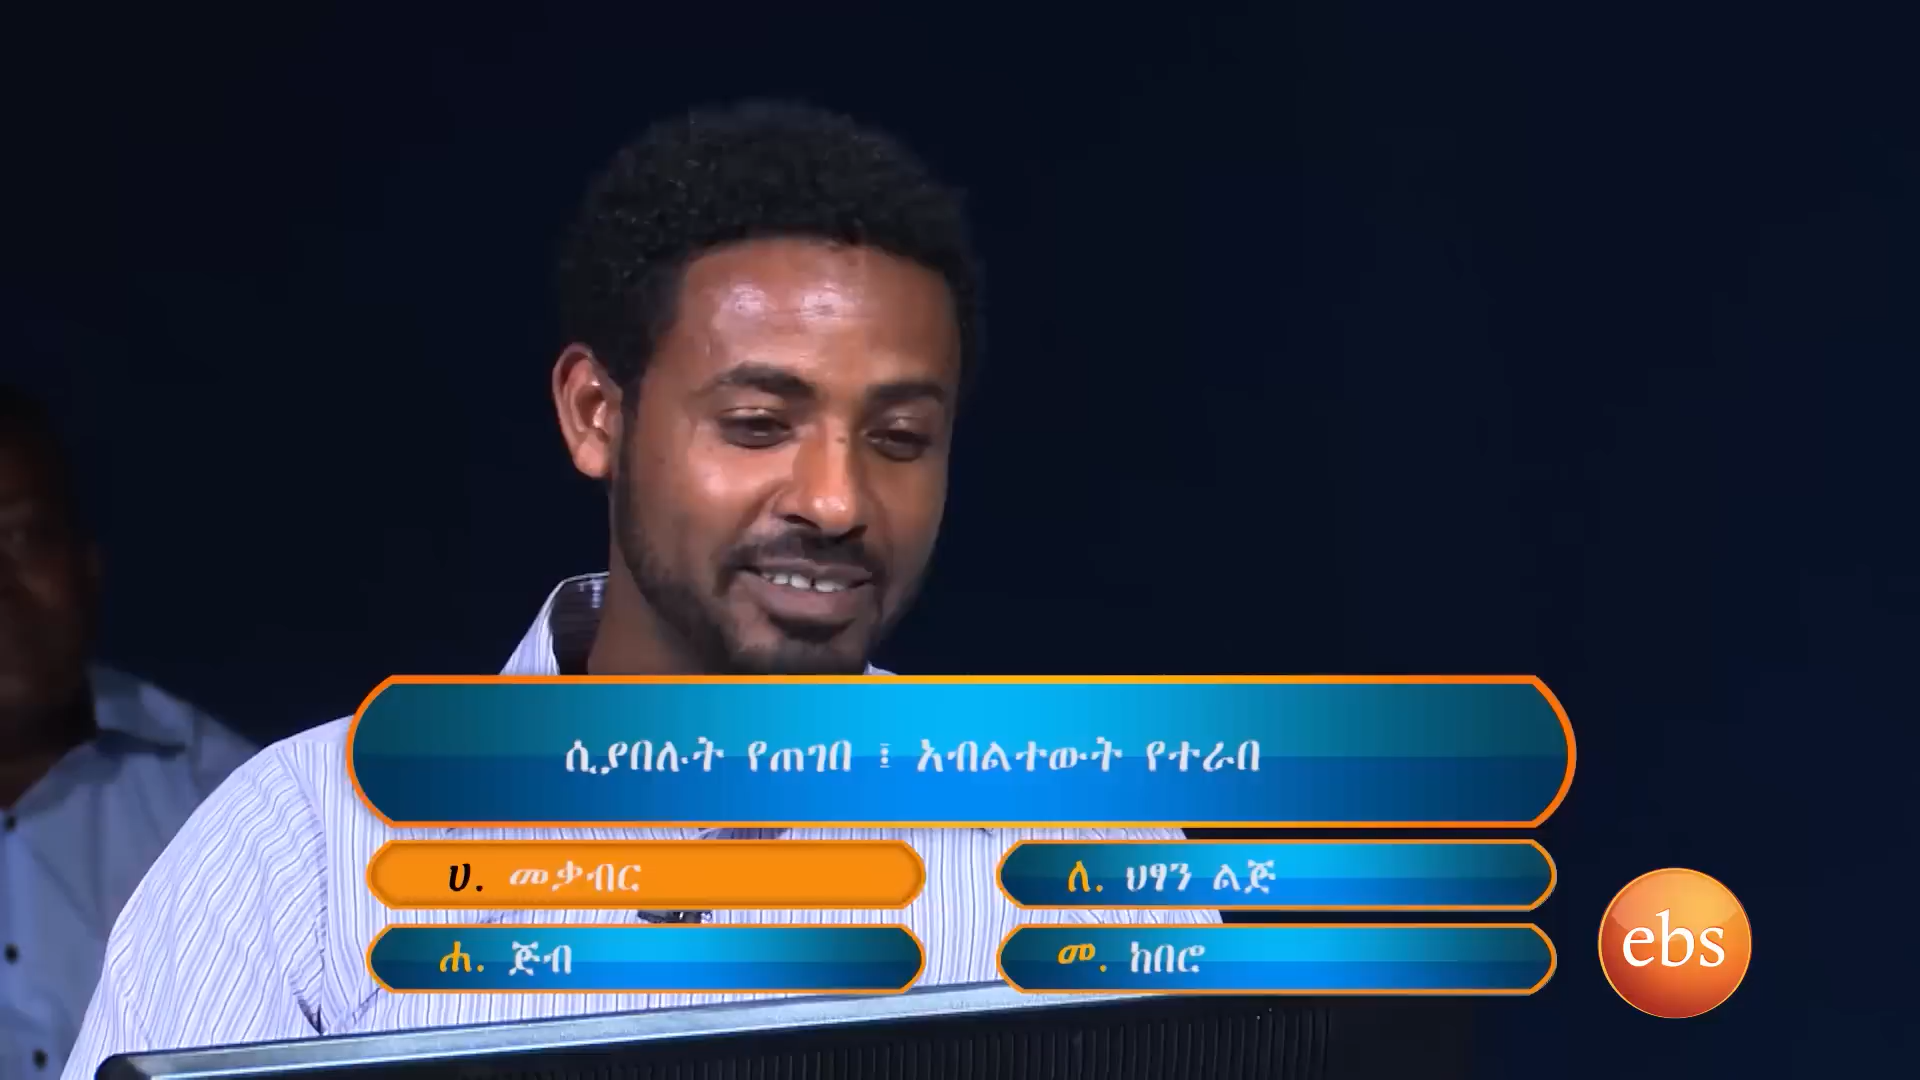 ሲያበሉት የጠገበ ፤ አብልተውት የተራበ
ሀ. መቃብር
ለ. ህፃን ልጅ
ሐ. ጅብ
መ. ከበሮ
ebs